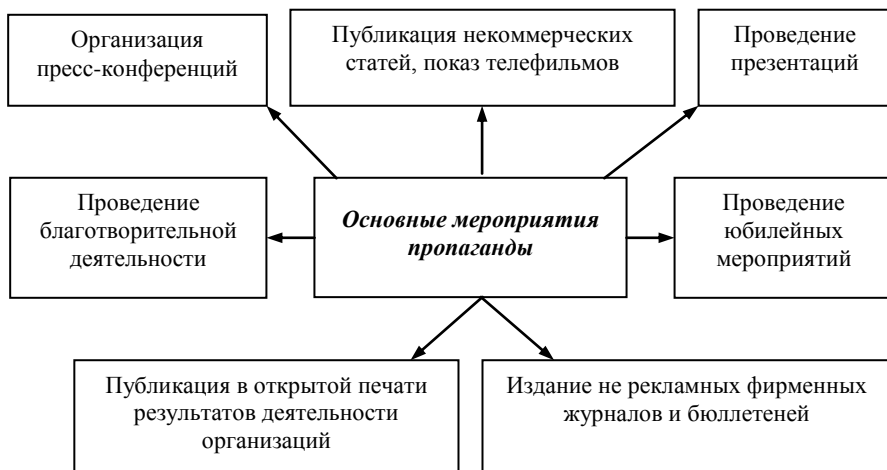 Организация
пресс-конференций
Публикация некоммерческих
статей, показ телефильмов
Проведение
презентаций
Проведение
благотворительной
деятельности
Основные мероприятия
пропаганды
Проведение
юбилейных
мероприятий
Публикация в открытой печати
результатов деятельности
организаций
Издание не рекламных фирменных
журналов и бюллетеней